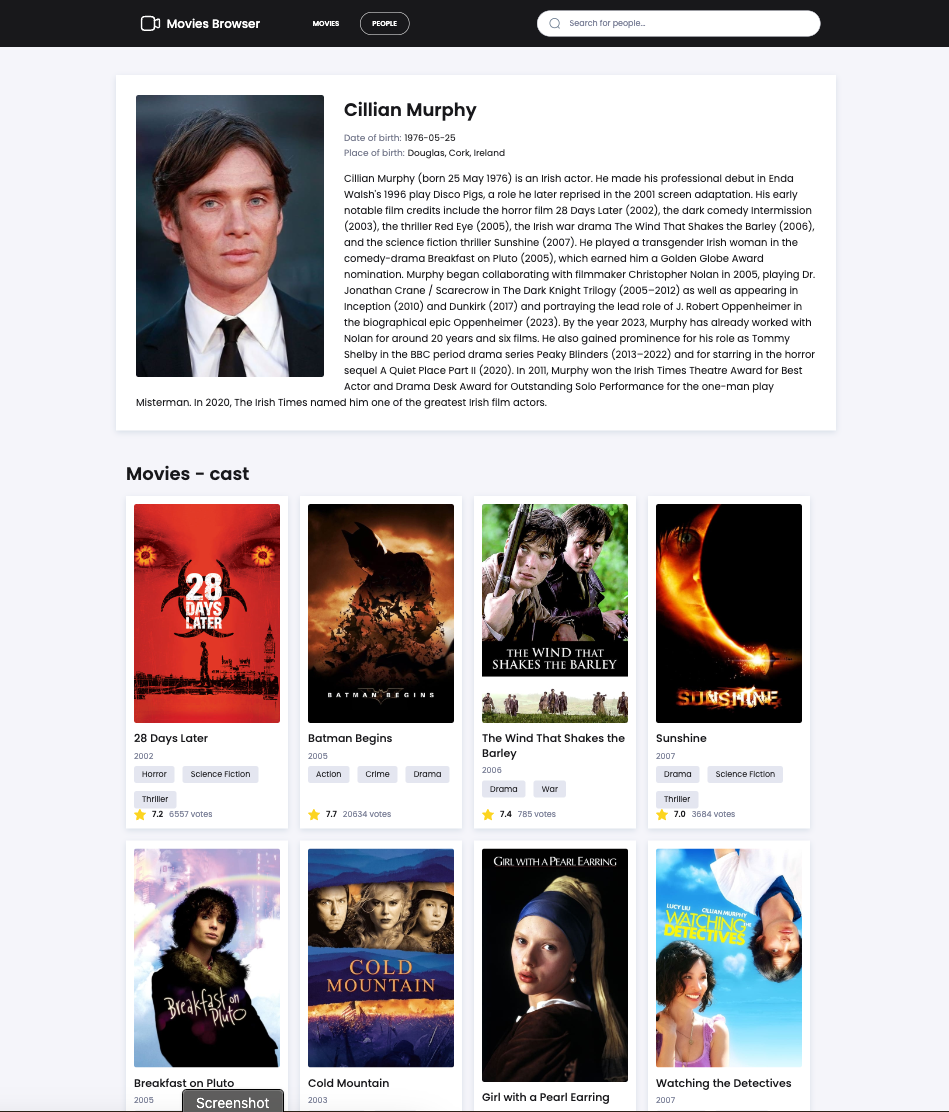 Movies Browser
MOVIES
PEOPLE
Search for people...
Cillian Murphy
Date of birth: 1976-05-25
Place of birth: Douglas, Cork, Ireland
Cillian Murphy (born 25 May 1976) is an Irish actor. He made his professional debut in Enda
Walsh's 1996 play Disco Pigs, a role he later reprised in the 2001 screen adaptation. His early
notable film credits include the horror film 28 Days Later (2002), the dark comedy Intermission
(2003), the thriller Red Eye (2005), the Irish war drama The Wind That Shakes the Barley (2006),
and the science fiction thriller Sunshine (2007). He played a transgender Irish woman in the
comedy-drama Breakfast on Pluto (2005), which earned him a Golden Globe Award
nomination. Murphy began collaborating with filmmaker Christopher Nolan in 2005, playing Dr.
Jonathan Crane / Scarecrow in The Dark Knight Trilogy (2005–2012) as well as appearing in
Inception (2010) and Dunkirk (2017) and portraying the lead role of J. Robert Oppenheimer in
the biographical epic Oppenheimer (2023). By the year 2023, Murphy has already worked with
Nolan for around 20 years and six films. He also gained prominence for his role as Tommy
Shelby in the BBC period drama series Peaky Blinders (2013–2022) and for starring in the horror
sequel A Quiet Place Part II (2020). In 2011, Murphy won the Irish Times Theatre Award for Best
Actor and Drama Desk Award for Outstanding Solo Performance for the one-man play
Misterman. In 2020, The Irish Times named him one of the greatest Irish film actors.
Movies - cast
28
DAYS
LATER
28 Days Later
2002
Horror
Science Fiction
Thriller
7.2 6557 votes
BATMAN BEGINS
Batman Begins
2005
Action
Crime
Drama
7.7 20634 votes
THE WIND THAT
SHAKES THE BARLEY
The Wind That Shakes the
Barley
2006
Drama
War
7.4 785 votes
SUNSHINE
Sunshine
2007
Drama
Science Fiction
Thriller
7.0 3684 votes
Breakfast on
Pluto
Breakfast on Pluto
2005
COLD
MOUNTAIN
Cold Mountain
2003
GIRL WITH A PEARL EARRING
Girl with a Pearl Earring
LUCY LIU CILLIAN MURPHY
WATCHING THE
DETECTIVES
Watching the Detectives
2007
Screenshot